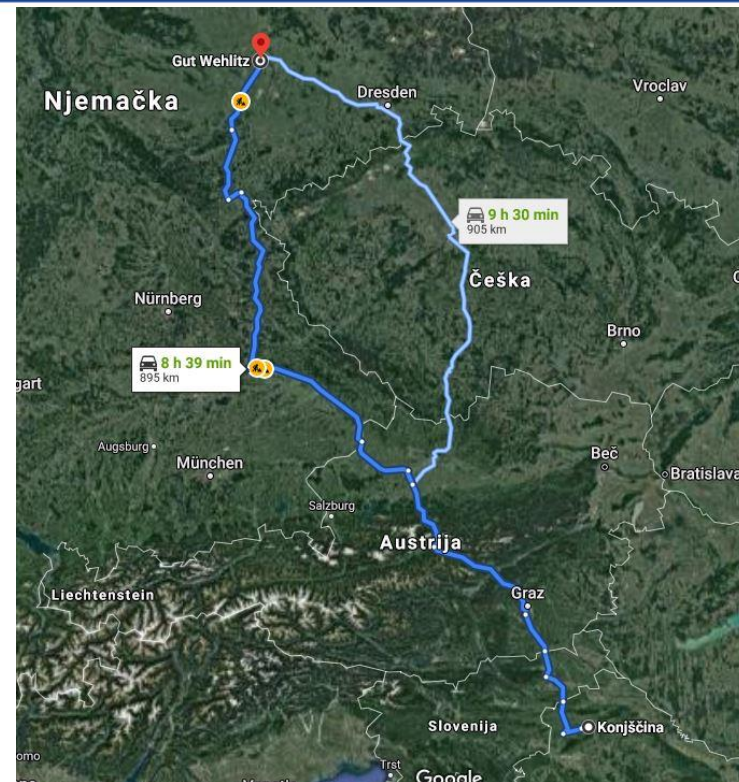 Gut Wehlitz
Njemačka
Dresden
Vroclav
9 h 30 min
905 km
Češka
Nürnberg
Brno
8 h 39 min
895 km
gart
Augsburg
München
Beč
Bratislava
Salzburg
Austrija
Liechtenstein
Graz
Slovenija
Konjščina
omo
Trst
Google